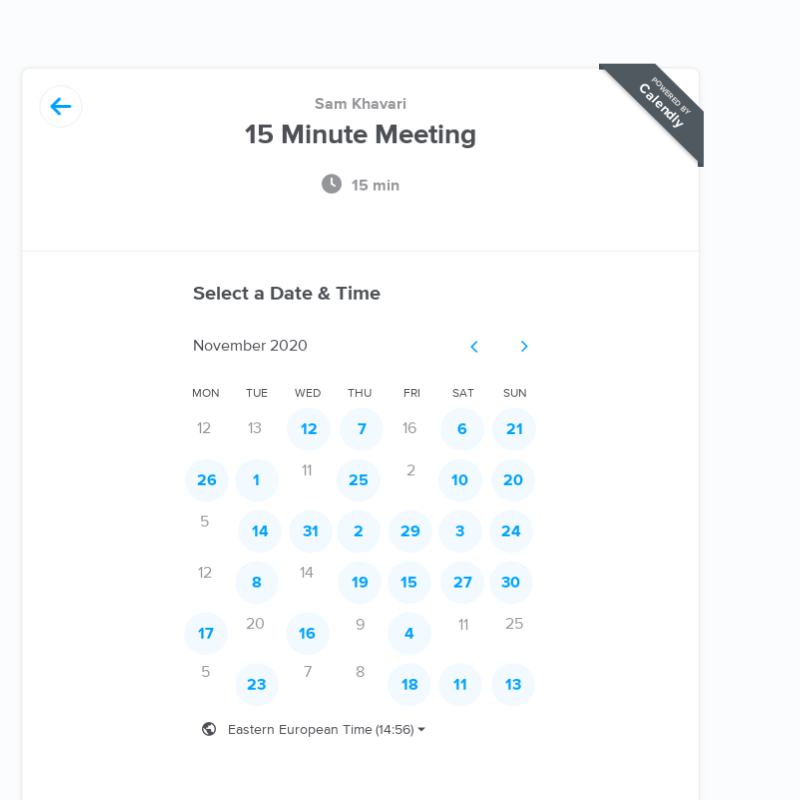 POWERED BY
Calendly
Sam Khavari
15 Minute Meeting
15 min
Select a Date & Time
November 2020
MON TUE WED THU FRI SAT SUN
12 13 12 7 16 6 21
26 1 11 25 2 10 20
5 14 31 2 29 3 24
12 8 14 19 15 27 30
17 20 16 9 4 11 25
5 23 7 8 18 11 13
Eastern European Time (14:56)